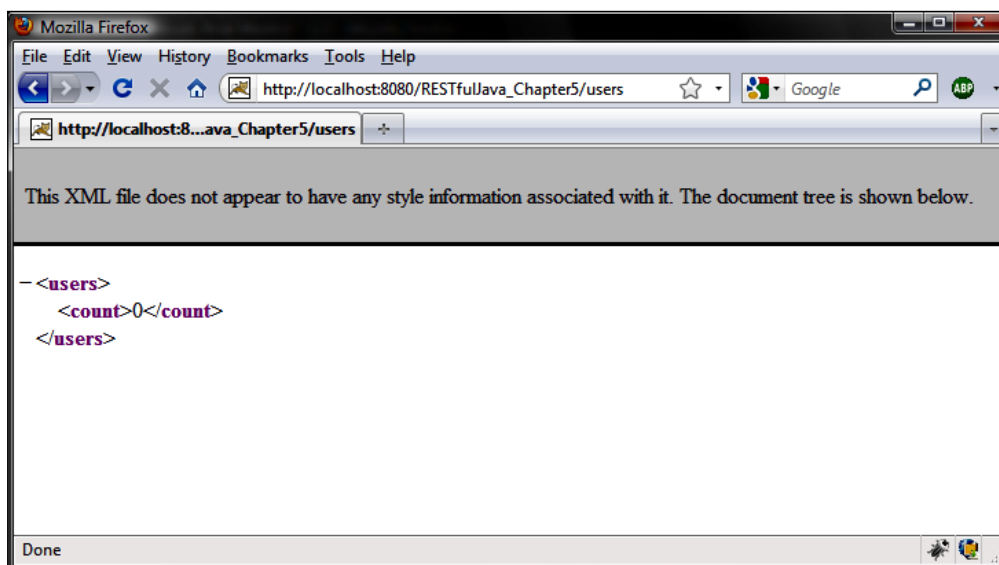 Mozilla Firefox
File Edit View History Bookmarks Tools Help
http://localhost:8080/RESTfulJava_Chapter5/users
Google
ABP
http://localhost:8...ava_Chapter5/users
This XML file does not appear to have any style information associated with it. The document tree is shown below.
−<users>
<count>0</count>
</users>
Done